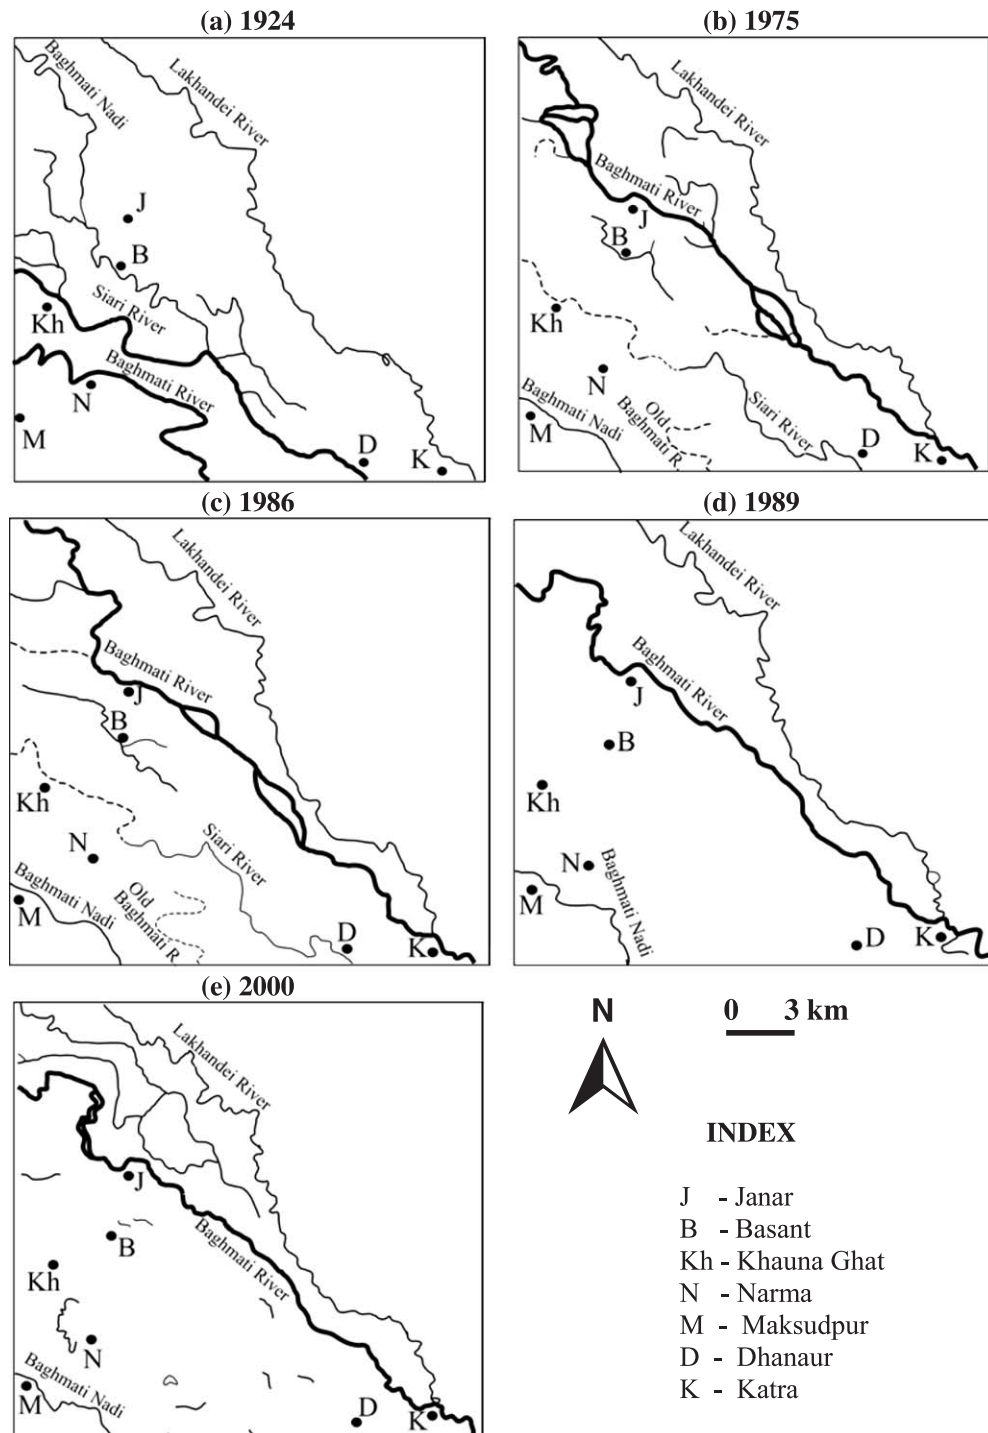 (a) 1924
Baghmati Nadi
Lakhandei River
J
B
Siari River
Kh
Baghmati River
N
M
D
K
(b) 1975
Lakhandei River
Baghmati River
J
B
Kh
N
Baghmati Nadi
M
Old
Baghmati R.
Siari River
D
K
(c) 1986
Lakhandei River
Baghmati River
J
B
Kh
N
Siari River
Baghmati Nadi
M
Old
Baghmati R.
D
K
(d) 1989
Lakhandei River
Baghmati River
J
B
Kh
N
Baghmati Nadi
M
D
K
(e) 2000
Lakhandei River
J
B
Baghmati River
Kh
N
Baghmati Nadi
M
D
K
N
0 3 km
INDEX
J - Janar
B - Basant
Kh - Khauna Ghat
N - Narma
M - Maksudpur
D - Dhanaur
K - Katra